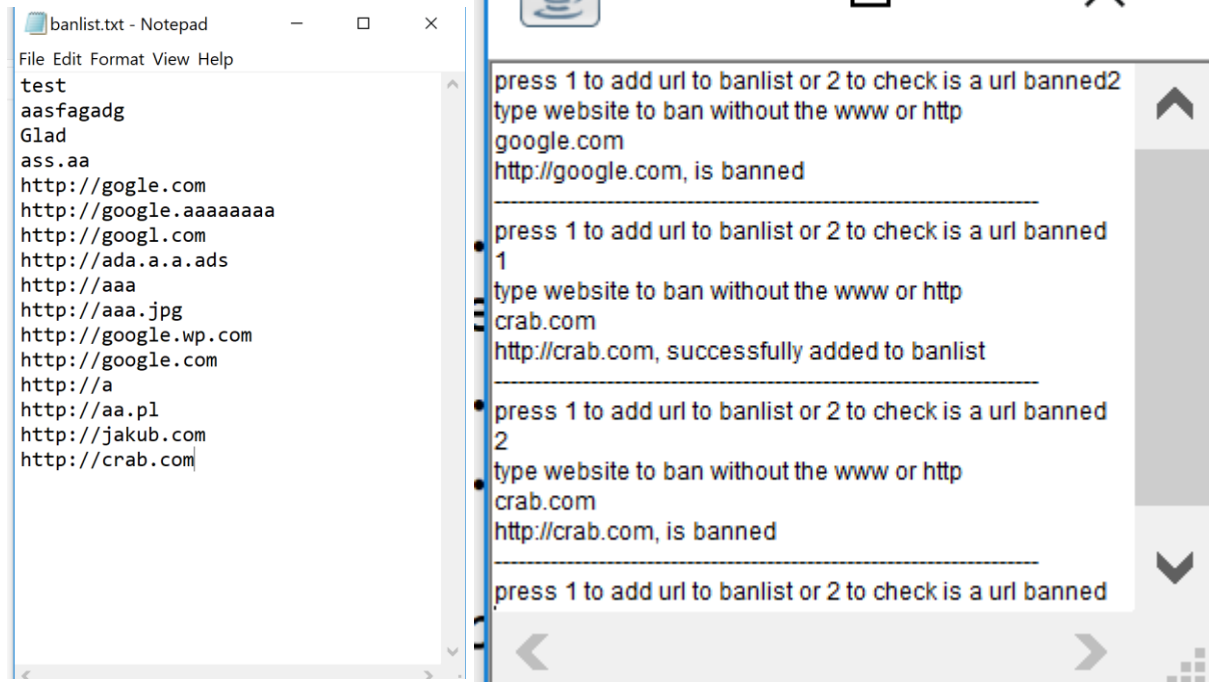 banlist.txt - Notepad
File Edit Format View Help
test
aasfagadg
Glad
ass.aa
http://gogle.com
http://google.aaaaaaaa
http://googl.com
http://ada.a.a.ads
http://aaa
http://aaa.jpg
http://google.wp.com
http://google.com
http://a
http://aa.pl
http://jakub.com
http://crab.com
press 1 to add url to banlist or 2 to check is a url banned2
type website to ban without the www or http
google.com
http://google.com, is banned
--------------------------------------------------------------------
press 1 to add url to banlist or 2 to check is a url banned
1
type website to ban without the www or http
crab.com
http://crab.com, successfully added to banlist
--------------------------------------------------------------------
press 1 to add url to banlist or 2 to check is a url banned
2
type website to ban without the www or http
crab.com
http://crab.com, is banned
--------------------------------------------------------------------
press 1 to add url to banlist or 2 to check is a url banned